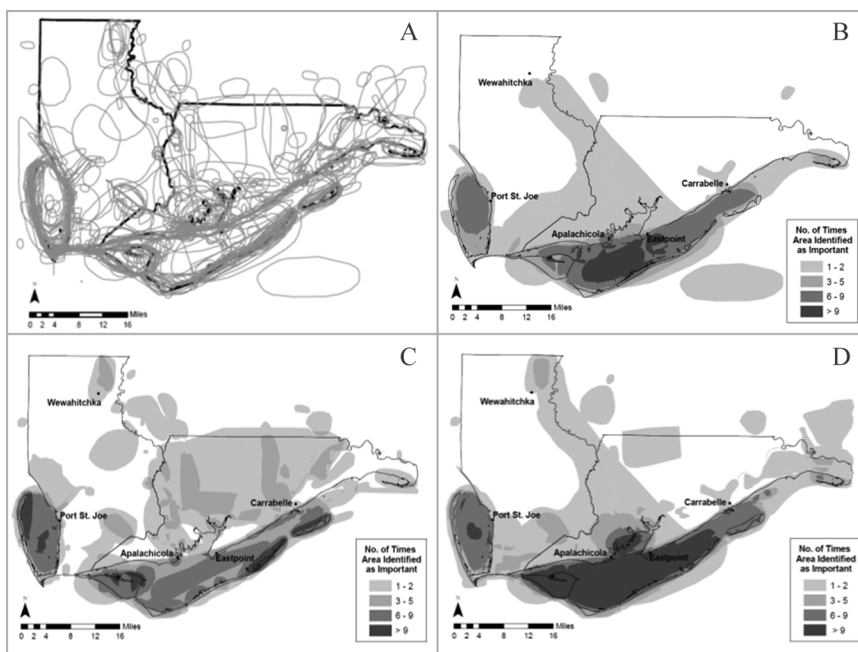 A
N
Miles
0 2 4 8 12 16
B
Wewahitchka
Port St. Joe
Carrabelle
Apalachicola
Eastpoint
N
Miles
0 2 4 8 12 16
No. of Times
Area Identified
as Important
1 - 2
3 - 5
6 - 9
> 9
C
Wewahitchka
Port St. Joe
Carrabelle
Apalachicola
Eastpoint
N
Miles
0 2 4 8 12 16
No. of Times
Area Identified
as Important
1 - 2
3 - 5
6 - 9
> 9
D
Wewahitchka
Port St. Joe
Carrabelle
Apalachicola
Eastpoint
N
Miles
0 2 4 8 12 16
No. of Times
Area Identified
as Important
1 - 2
3 - 5
6 - 9
> 9